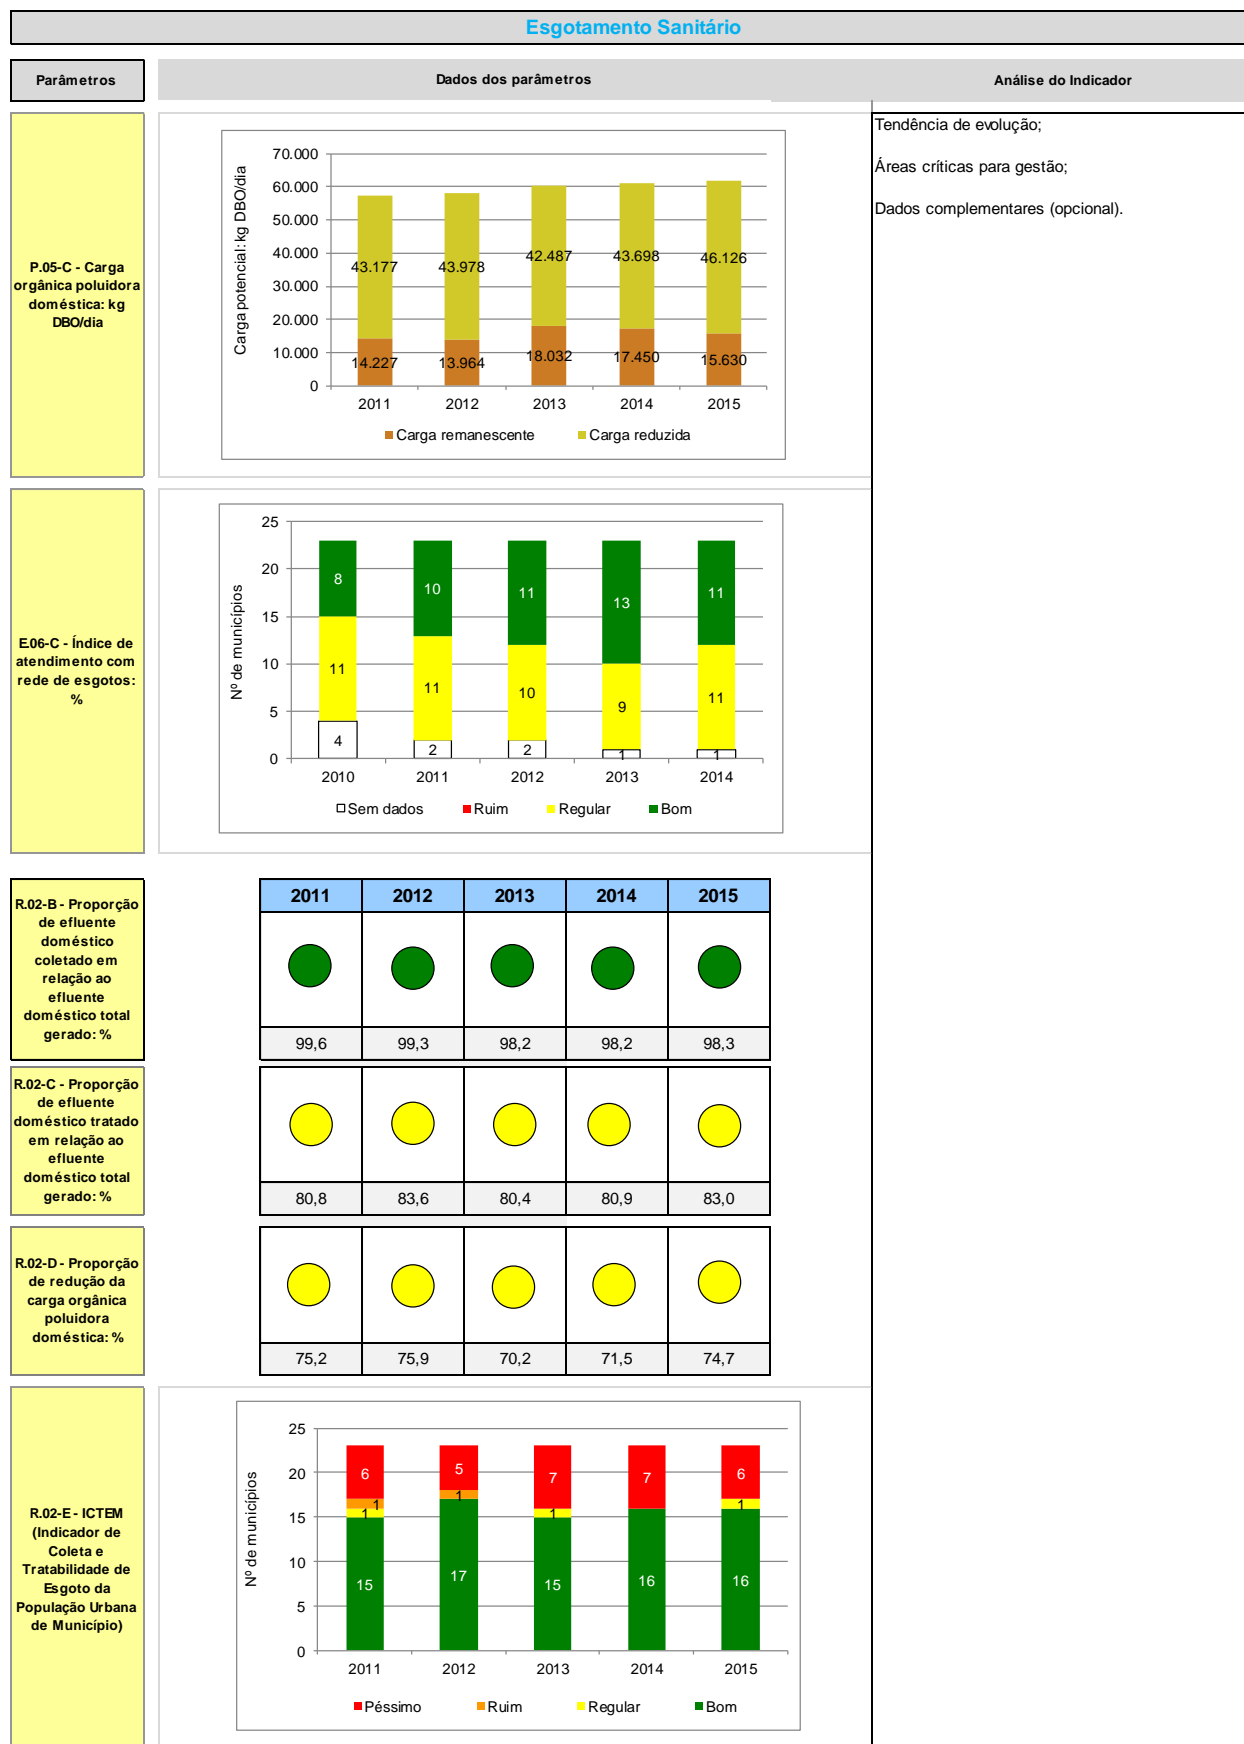 Esgotamento Sanitário
Parâmetros
Dados dos parâmetros
Análise do Indicador
P.05-C - Carga
orgânica poluidora
doméstica: kg
DBO/dia
Carga potencial: kg DBO/dia
70.000
60.000
50.000
40.000
30.000
20.000
10.000
0
43.177
43.978
42.487
43.698
46.126
14.227
13.964
18.032
17.450
15.630
2011 2012 2013 2014 2015
Carga remanescente Carga reduzida
Tendência de evolução;
Áreas críticas para gestão;
Dados complementares (opcional).
E.06-C - Índice de
atendimento com
rede de esgotos:
%
Nº de municípios
25
20
15
10
5
0
8 10 11 13 11
11 11 10 9 11
4 2 2 1 1
2010 2011 2012 2013 2014
Sem dados Ruim Regular Bom
R.02-B - Proporção
de efluente
doméstico
coletado em
relação ao
efluente
doméstico total
gerado: %
2011 2012 2013 2014 2015
99,6 99,3 98,2 98,2 98,3
R.02-C - Proporção
de efluente
doméstico tratado
em relação ao
efluente
doméstico total
gerado: %
80,8 83,6 80,4 80,9 83,0
R.02-D - Proporção
de redução da
carga orgânica
poluidora
doméstica: %
75,2 75,9 70,2 71,5 74,7
R.02-E - ICTEM
(Indicador de
Coleta e
Tratabilidade de
Esgoto da
População Urbana
de Município)
Nº de municípios
25
20
15
10
5
0
6 5 7 7 6
1 1
1 1 1
15 17 15 16 16
2011 2012 2013 2014 2015
Péssimo Ruim Regular Bom